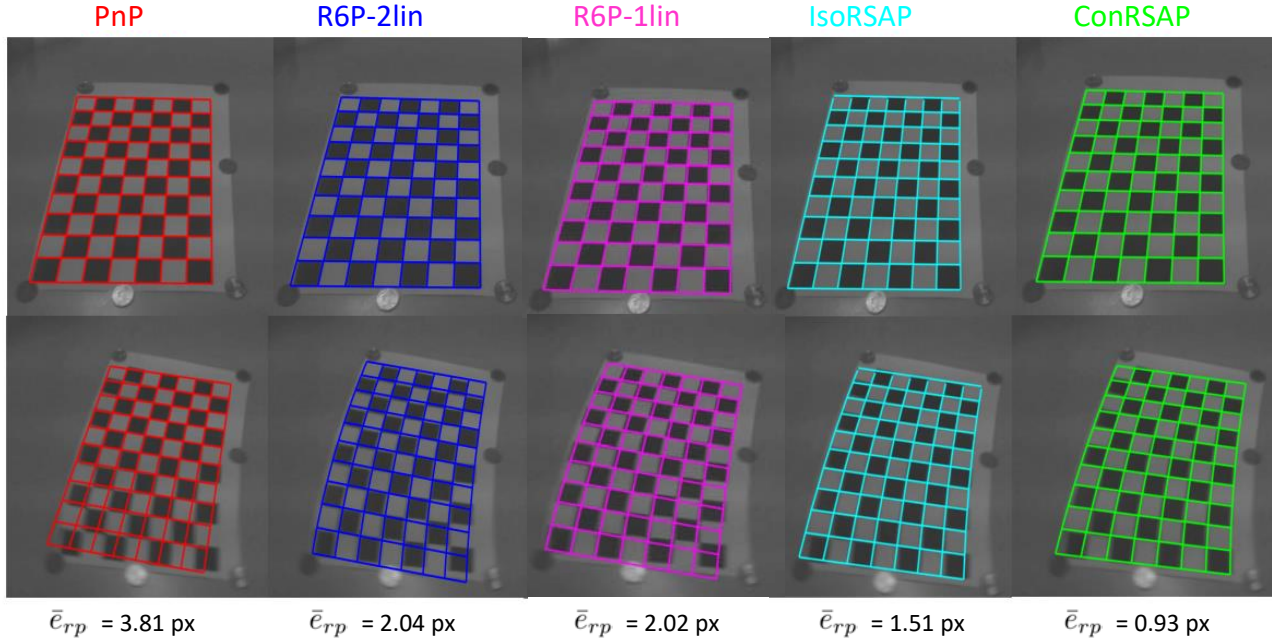 PnP R6P-2lin R6P-1lin IsoRSAP ConRSAP
ē_rp = 3.81 px ē_rp = 2.04 px ē_rp = 2.02 px ē_rp = 1.51 px ē_rp = 0.93 px